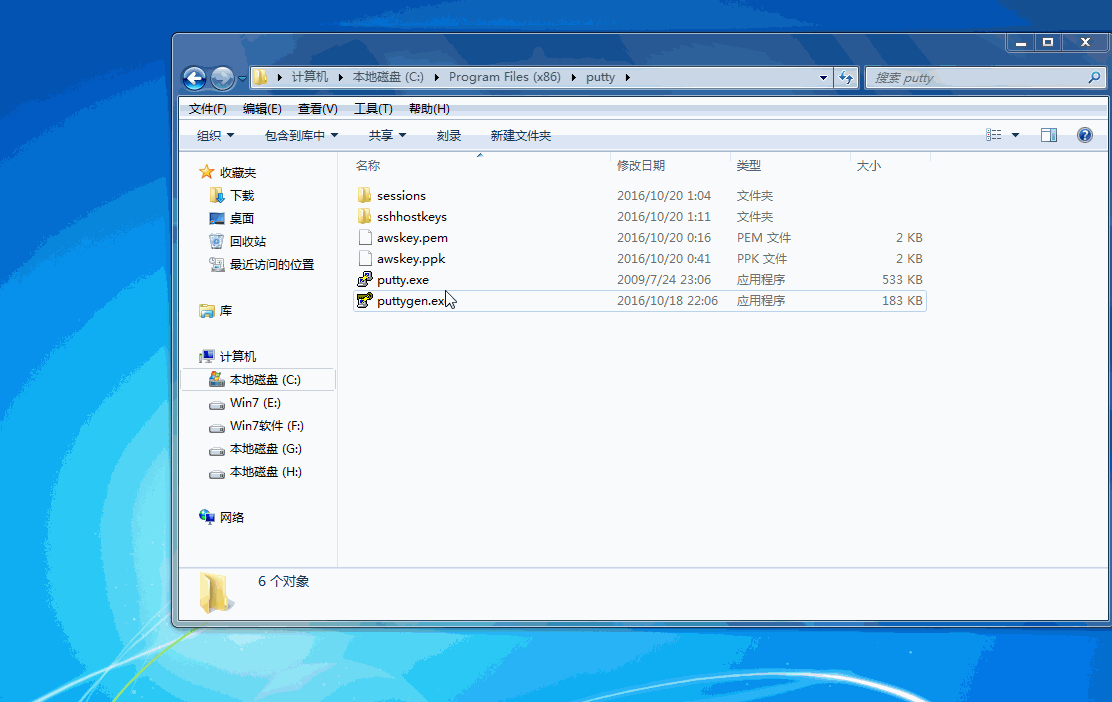 计算机 本地磁盘 (C:) Program Files (x86) putty 搜索 putty
文件(F) 编辑(E) 查看(V) 工具(T) 帮助(H)
组织 包含到库中 共享 刻录 新建文件夹
收藏夹
下载
桌面
回收站
最近访问的位置
库
计算机
本地磁盘 (C:)
Win7 (E:)
Win7软件 (F:)
本地磁盘 (G:)
本地磁盘 (H:)
网络
名称 修改日期 类型 大小
sessions 2016/10/20 1:04 文件夹
sshhostkeys 2016/10/20 1:11 文件夹
awskey.pem 2016/10/20 0:16 PEM 文件 2 KB
awskey.ppk 2016/10/20 0:41 PPK 文件 2 KB
putty.exe 2009/7/24 23:06 应用程序 533 KB
puttygen.ex 2016/10/18 22:06 应用程序 183 KB
6 个对象